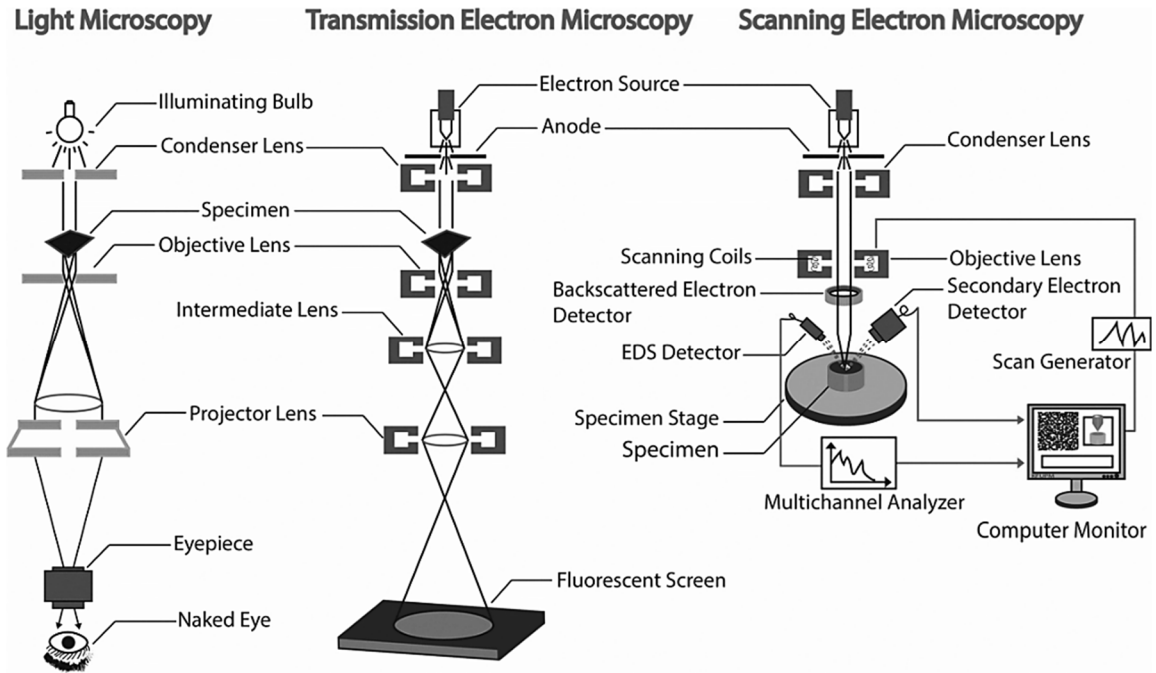 Light Microscopy
Transmission Electron Microscopy
Scanning Electron Microscopy
Illuminating Bulb
Condenser Lens
Specimen
Objective Lens
Intermediate Lens
Projector Lens
Eyepiece
Naked Eye
Electron Source
Anode
Fluorescent Screen
Condenser Lens
Scanning Coils
Objective Lens
Backscattered Electron
Detector
Secondary Electron
Detector
EDS Detector
Scan Generator
Specimen Stage
Specimen
Multichannel Analyzer
Computer Monitor